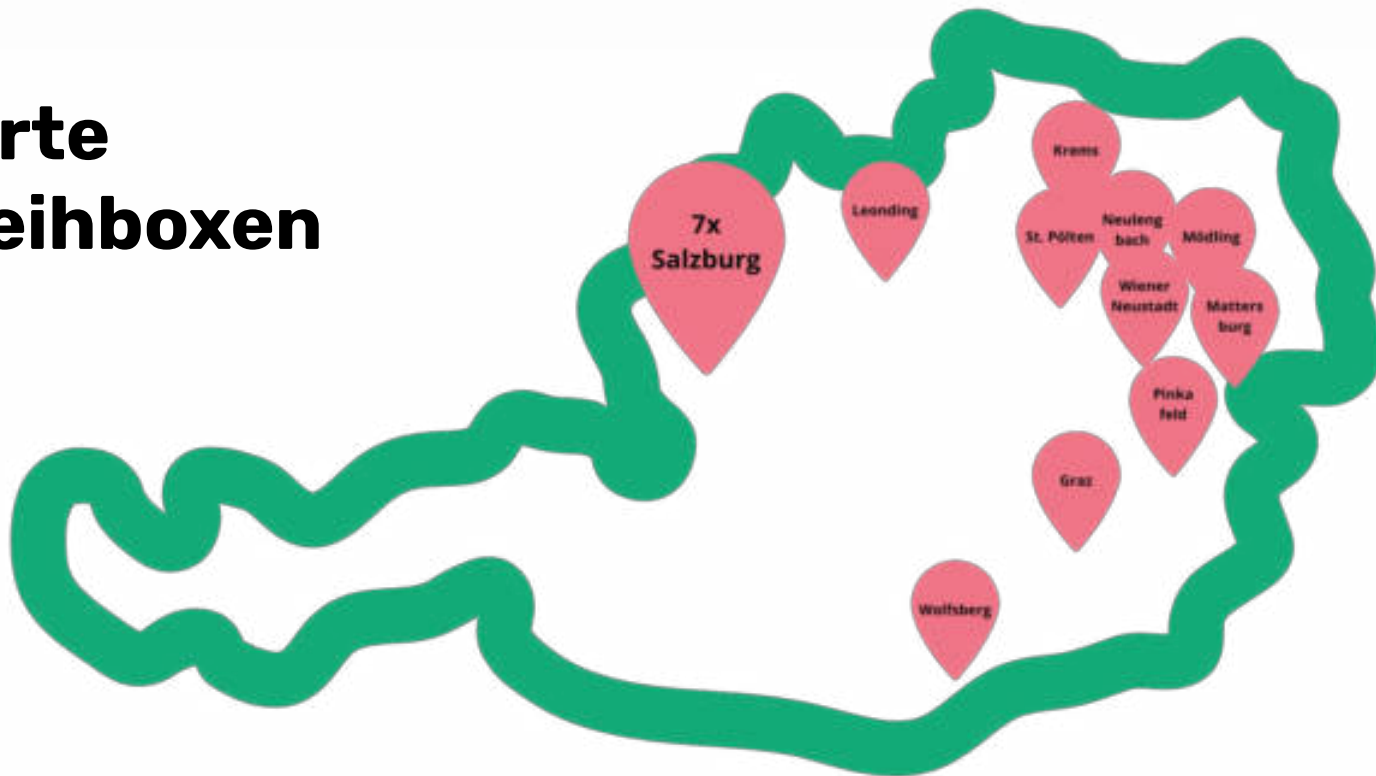 rte
eihboxen
Krems
7x
Salzburg
Leonding
St. Pölten
Neuleng
bach
Mödling
Wiener
Neustadt
Matters
burg
Pinka
feld
Graz
Wolfsberg